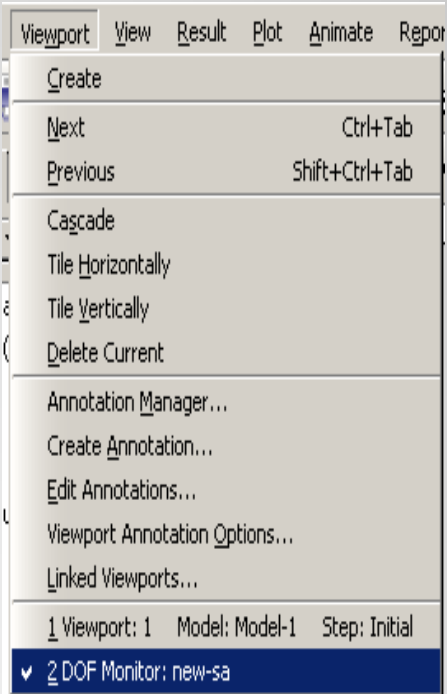 Viewport View Result Plot Animate Repor
Create
Next Ctrl+Tab
Previous Shift+Ctrl+Tab
Cascade
Tile Horizontally
Tile Vertically
Delete Current
Annotation Manager...
Create Annotation...
Edit Annotations...
Viewport Annotation Options...
Linked Viewports...
1 Viewport: 1 Model: Model-1 Step: Initial
2 DOF Monitor: new-sa